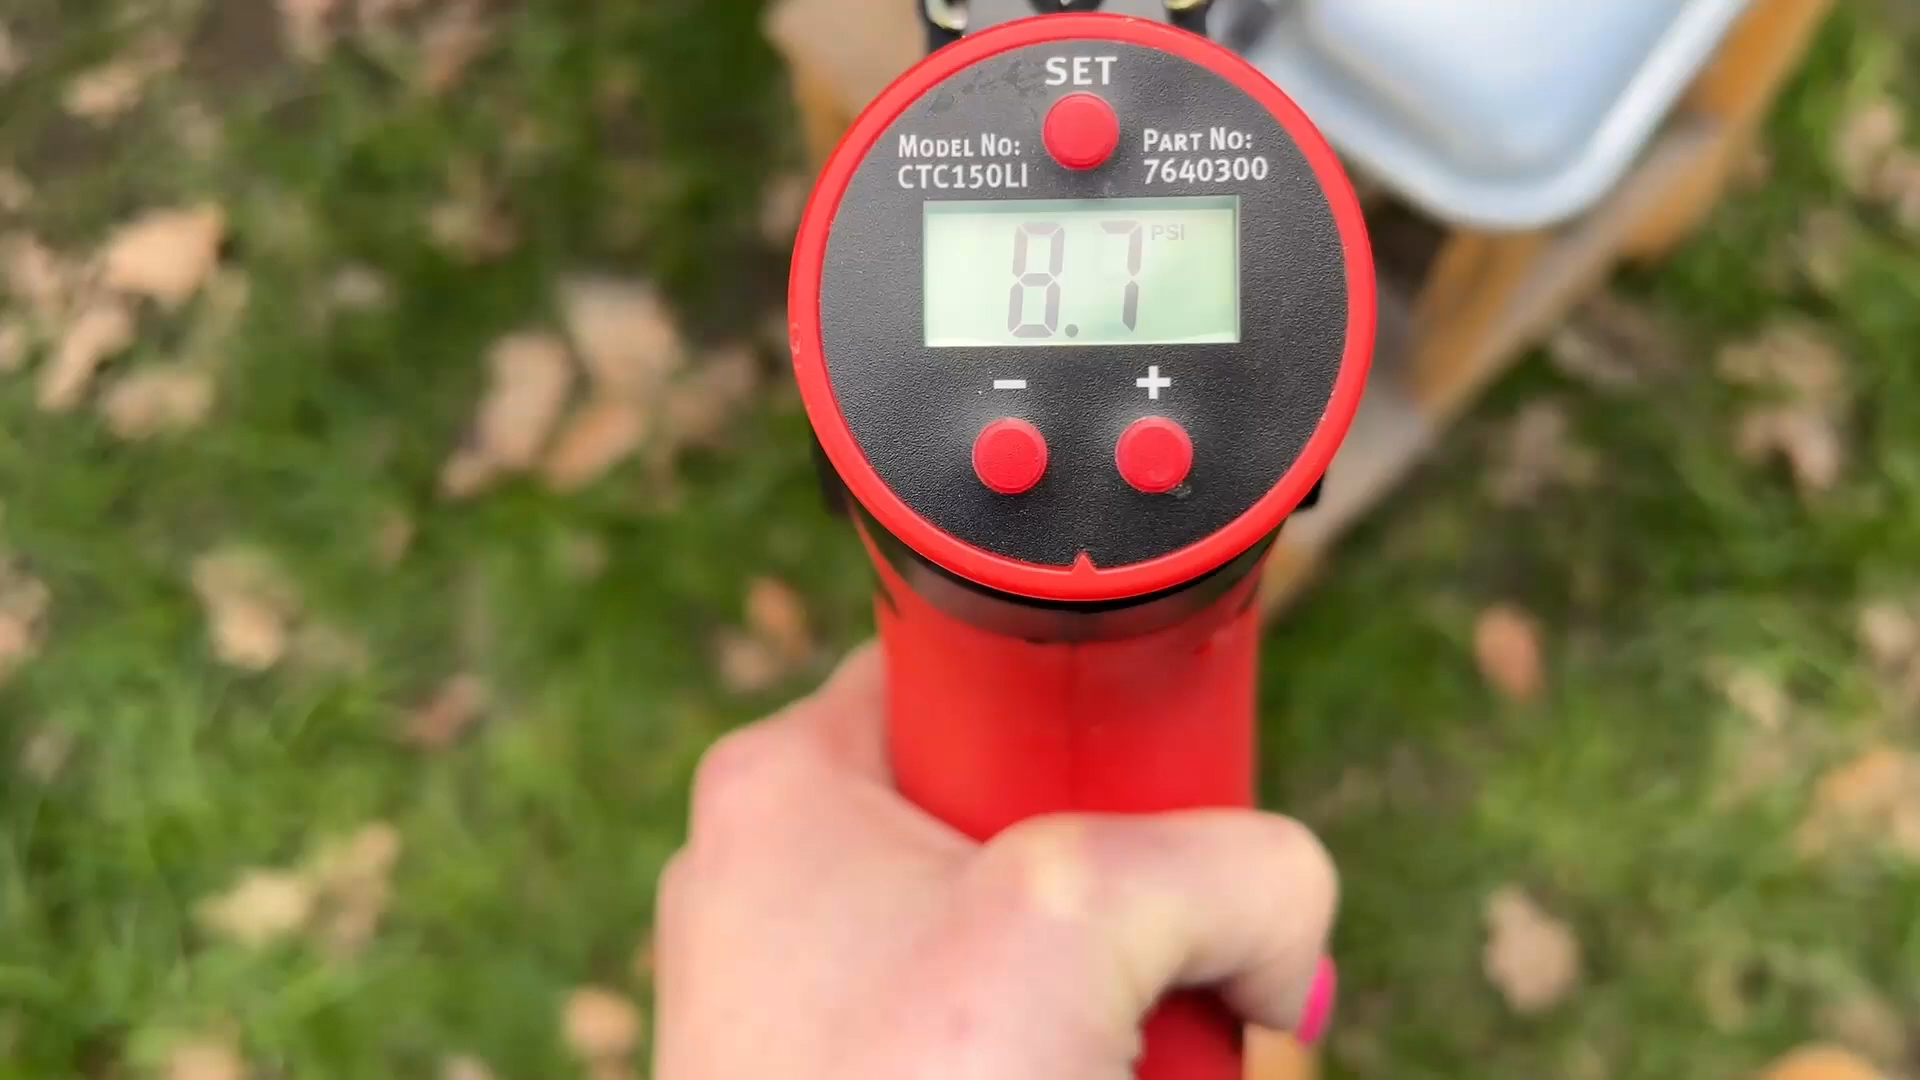 SET
MODEL NO:
CTC150LI
PART NO:
7640300
8.7 PSI
−
+